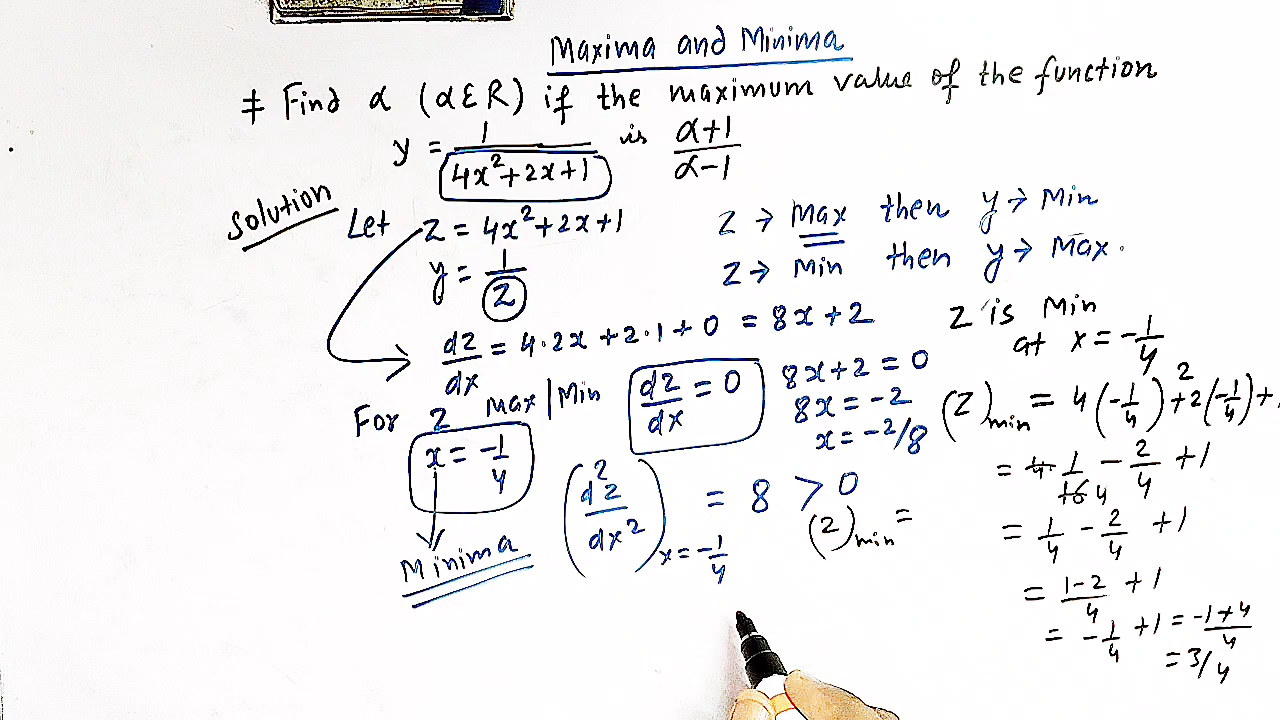 Maxima and Minima
# Find α (α∈R) if the maximum value of the function
y = 1/(4x²+2x+1) is (α+1)/(α-1)
Solution
Let z = 4x²+2x+1
y = 1/z
z → Max then y → Min
z → Min then y → Max.
dz/dx = 4·2x + 2·1 + 0 = 8x+2
For z Max/Min
dz/dx = 0
8x+2 = 0
8x = -2
x = -2/8
x = -1/4
Minima
(d²z/dx²)x=-1/4 = 8 > 0
(z)min =
z is Min
at x = -1/4
(z)min = 4(-1/4)²+2(-1/4)+
= 4·1/16 4 - 2/4 + 1
= 1/4 - 2/4 + 1
= (1-2)/4 + 1
= -1/4 + 1 = (-1+4)/4
= 3/4